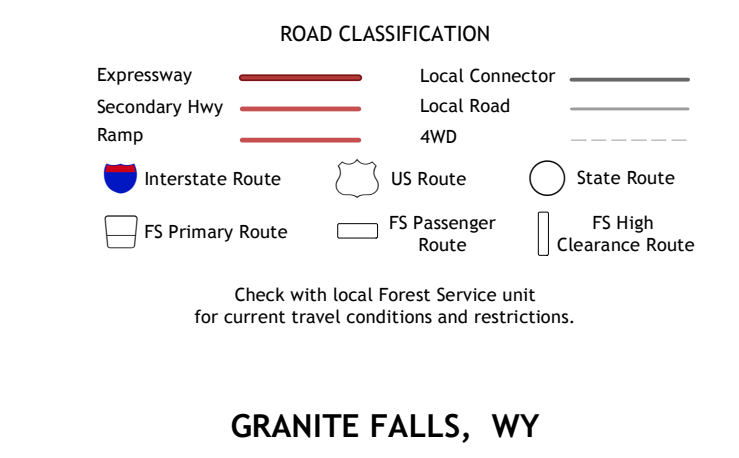 ROAD CLASSIFICATION
Expressway
Local Connector
Secondary Hwy
Local Road
Ramp
4WD
Interstate Route
US Route
State Route
FS Primary Route
FS Passenger
Route
FS High
Clearance Route
Check with local Forest Service unit
for current travel conditions and restrictions.
GRANITE FALLS, WY